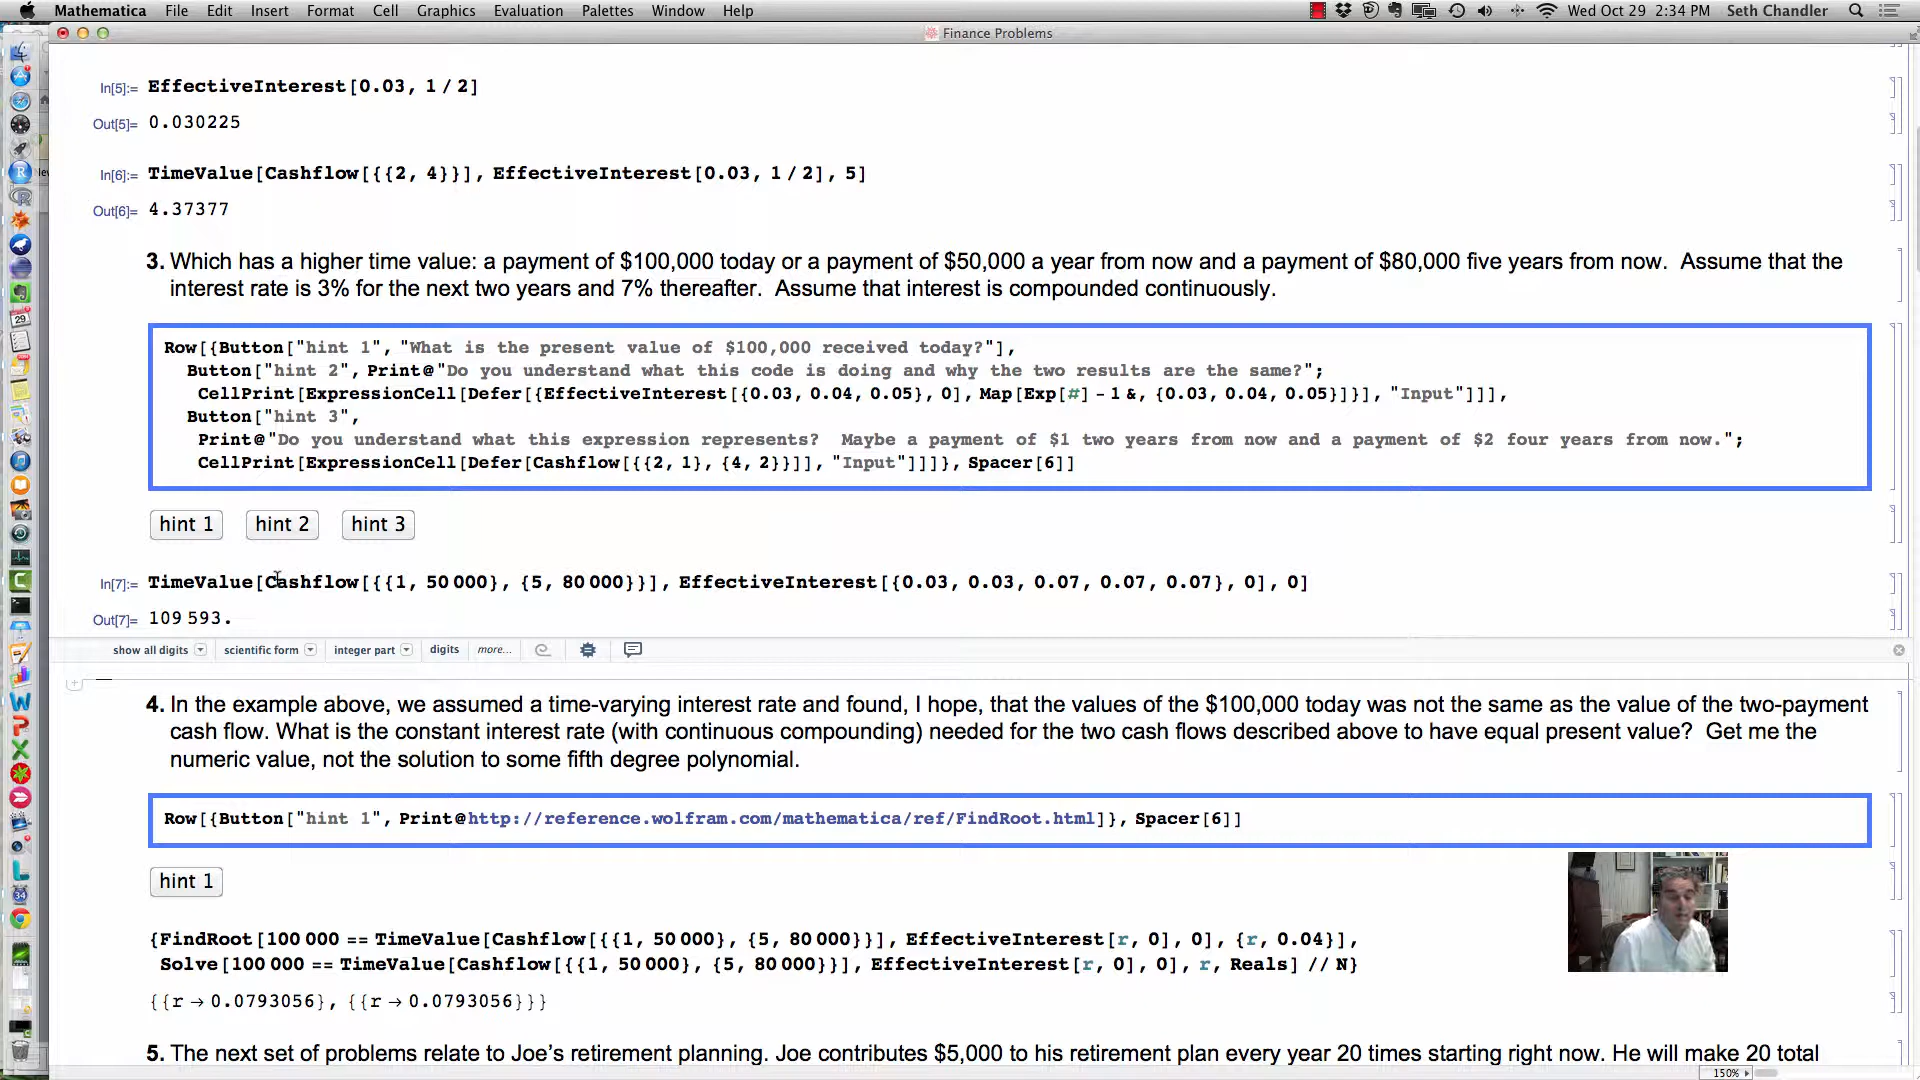 Mathematica File Edit Insert Format Cell Graphics Evaluation Palettes Window Help Wed Oct 29 2:34 PM Seth Chandler
Finance Problems
In[5]:= EffectiveInterest[0.03, 1 / 2]
Out[5]= 0.030225
In[6]:= TimeValue[Cashflow[{{2, 4}}], EffectiveInterest[0.03, 1 / 2], 5]
Out[6]= 4.37377
3. Which has a higher time value: a payment of $100,000 today or a payment of $50,000 a year from now and a payment of $80,000 five years from now. Assume that the
interest rate is 3% for the next two years and 7% thereafter. Assume that interest is compounded continuously.
Row[{Button["hint 1", "What is the present value of $100,000 received today?"],
Button["hint 2", Print@"Do you understand what this code is doing and why the two results are the same?";
CellPrint[ExpressionCell[Defer[{EffectiveInterest[{0.03, 0.04, 0.05}, 0], Map[Exp[#] - 1 &, {0.03, 0.04, 0.05}]}], "Input"]]],
Button["hint 3",
Print@"Do you understand what this expression represents? Maybe a payment of $1 two years from now and a payment of $2 four years from now.";
CellPrint[ExpressionCell[Defer[Cashflow[{{2, 1}, {4, 2}}]], "Input"]]]}, Spacer[6]]
hint 1 hint 2 hint 3
In[7]:= TimeValue[Cashflow[{{1, 50 000}, {5, 80 000}}], EffectiveInterest[{0.03, 0.03, 0.07, 0.07, 0.07}, 0], 0]
Out[7]= 109 593.
show all digits scientific form integer part digits more...
4. In the example above, we assumed a time-varying interest rate and found, I hope, that the values of the $100,000 today was not the same as the value of the two-payment
cash flow. What is the constant interest rate (with continuous compounding) needed for the two cash flows described above to have equal present value? Get me the
numeric value, not the solution to some fifth degree polynomial.
Row[{Button["hint 1", Print@http://reference.wolfram.com/mathematica/ref/FindRoot.html]}, Spacer[6]]
hint 1
{FindRoot[100 000 == TimeValue[Cashflow[{{1, 50 000}, {5, 80 000}}], EffectiveInterest[r, 0], 0], {r, 0.04}],
Solve[100 000 == TimeValue[Cashflow[{{1, 50 000}, {5, 80 000}}], EffectiveInterest[r, 0], 0], r, Reals] // N}
{{r → 0.0793056}, {{r → 0.0793056}}}
5. The next set of problems relate to Joe's retirement planning. Joe contributes $5,000 to his retirement plan every year 20 times starting right now. He will make 20 total
150%